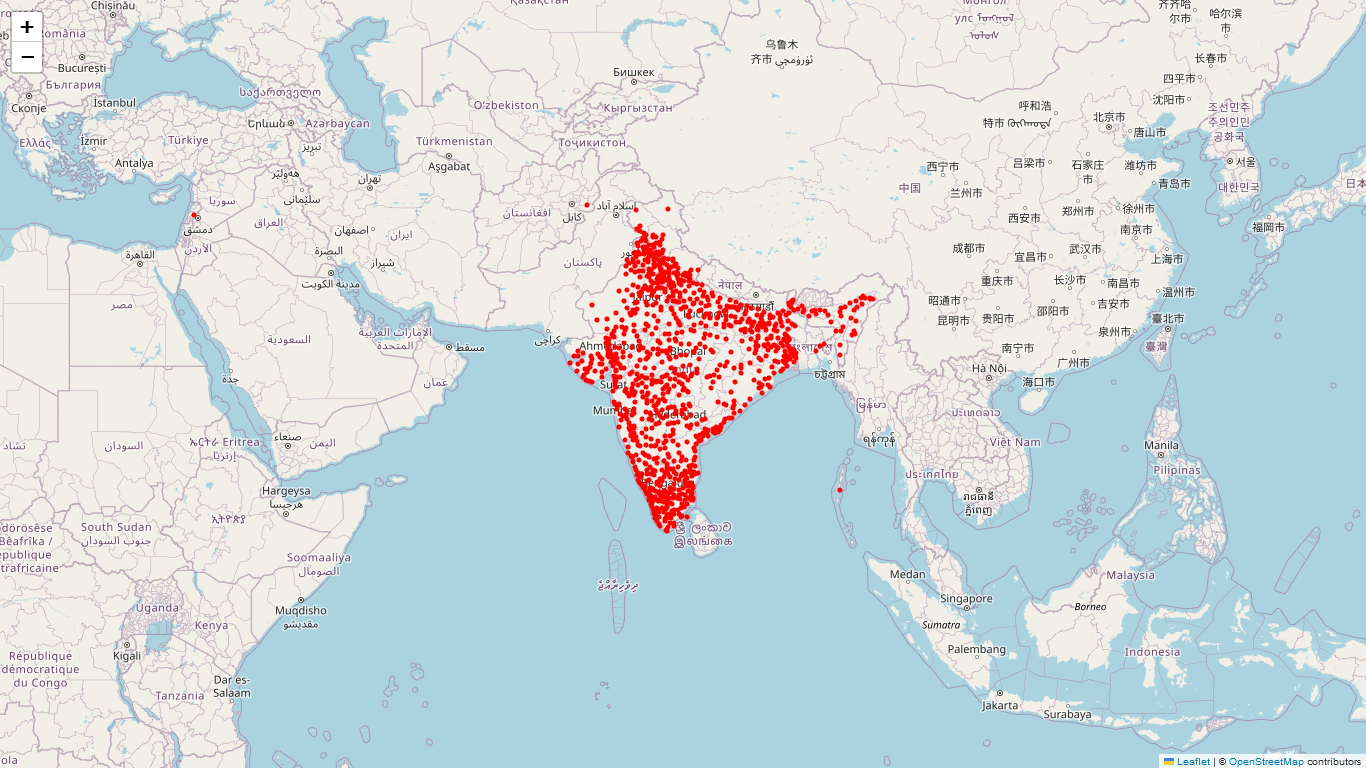 Chișinău
Қазақстан
哈尔滨
市
+
−
București
България
İstanbul
Скопје
Ελλάς
İzmir
Türkiye
Antalya
საქართველო
Երևան
Azərbaycan
تبریز
تهران
سوريا
دمشق
العراق
الأردن
القاهرة
مصر
البصرة
مدينة الكويت
اصفهان
ایران
شیراز
السعودية
الإمارات العربية
المتحدة
مسقط
عمان
جدة
صنعاء
اليمن
السودان
تشاد
ኤርትራ Eritrea
إرتريا
Hargeysa
هرجيسا
ኢትዮጵያ
South Sudan
جنوب السودان
Ködörösêse
tî Bêafrîka /
République
Centrafricaine
Soomaaliya
الصومال
Muqdisho
مقديشو
Uganda
Kenya
Kigali
République
démocratique
du Congo
Dar es-
Salaam
Tanzania
Oʻzbekiston
Türkmenistan
Aşgabat
Бишкек
Кыргызстан
Тоҷикистон
افغانستان
کابل
اسلام آباد
پاکستان
کراچی
नेपाल
Jaipur
Lucknow
Ahmedabad
Bhopal
Surat
Mumbai
Hyderabad
Bengaluru
ශ්‍රී ලංකාව
இலங்கை
চট্টগ্রাম
မြန်မာ
ရန်ကုန်
ປະເທດລາວ
ประเทศไทย
Việt Nam
Hà Nội
Manila
Pilipinas
Medan
Malaysia
Singapore
Borneo
Sumatra
Palembang
Indonesia
Jakarta
Surabaya
乌鲁木
齐市 ئۈرۈمچى
齐齐哈
尔市
长春市
四平市
沈阳市
呼和浩
特市
北京市
唐山市
조선민주
주의인민
공화국
서울
대한민국
日本
福岡市
西宁市
兰州市
中国
吕梁市
石家庄
市
潍坊市
青岛市
西安市
郑州市
徐州市
南京市
上海市
成都市
宜昌市
武汉市
重庆市
长沙市
南昌市
温州市
昭通市
昆明市
贵阳市
邵阳市
吉安市
泉州市
臺北市
臺灣
南宁市
广州市
海口市
Leaflet | © OpenStreetMap contributors